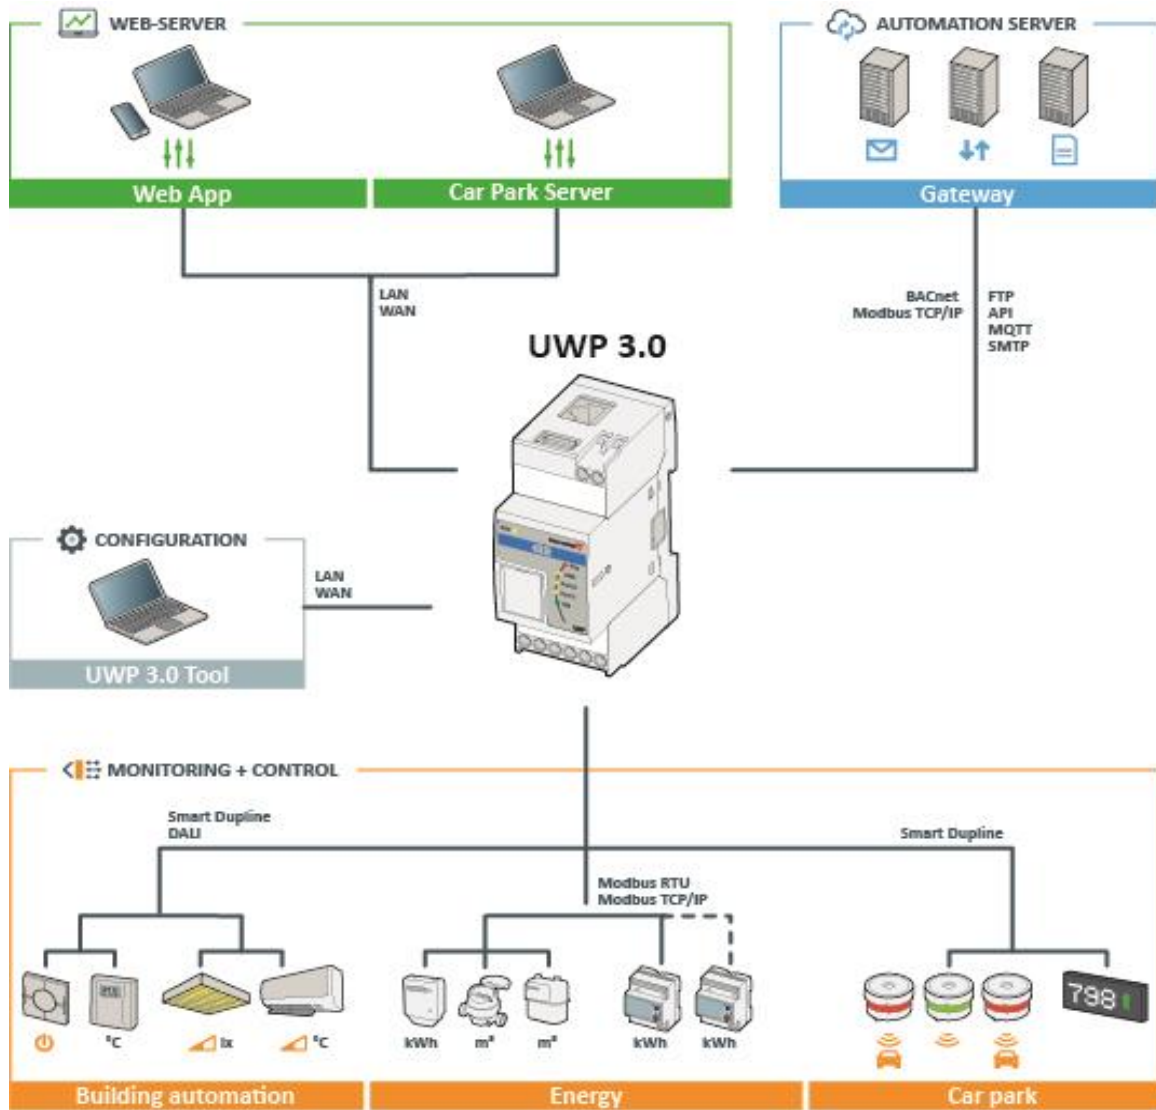 WEB-SERVER
AUTOMATION SERVER
Web App
Car Park Server
Gateway
LAN
WAN
BACnet
Modbus TCP/IP
FTP
API
MQTT
SMTP
UWP 3.0
CONFIGURATION
LAN
WAN
UWP 3.0 Tool
MONITORING + CONTROL
Smart Dupline
DALI
Smart Dupline
Modbus RTU
Modbus TCP/IP
798
°C
lx
°C
kWh
m³
m³
kWh
kWh
Building automation
Energy
Car park